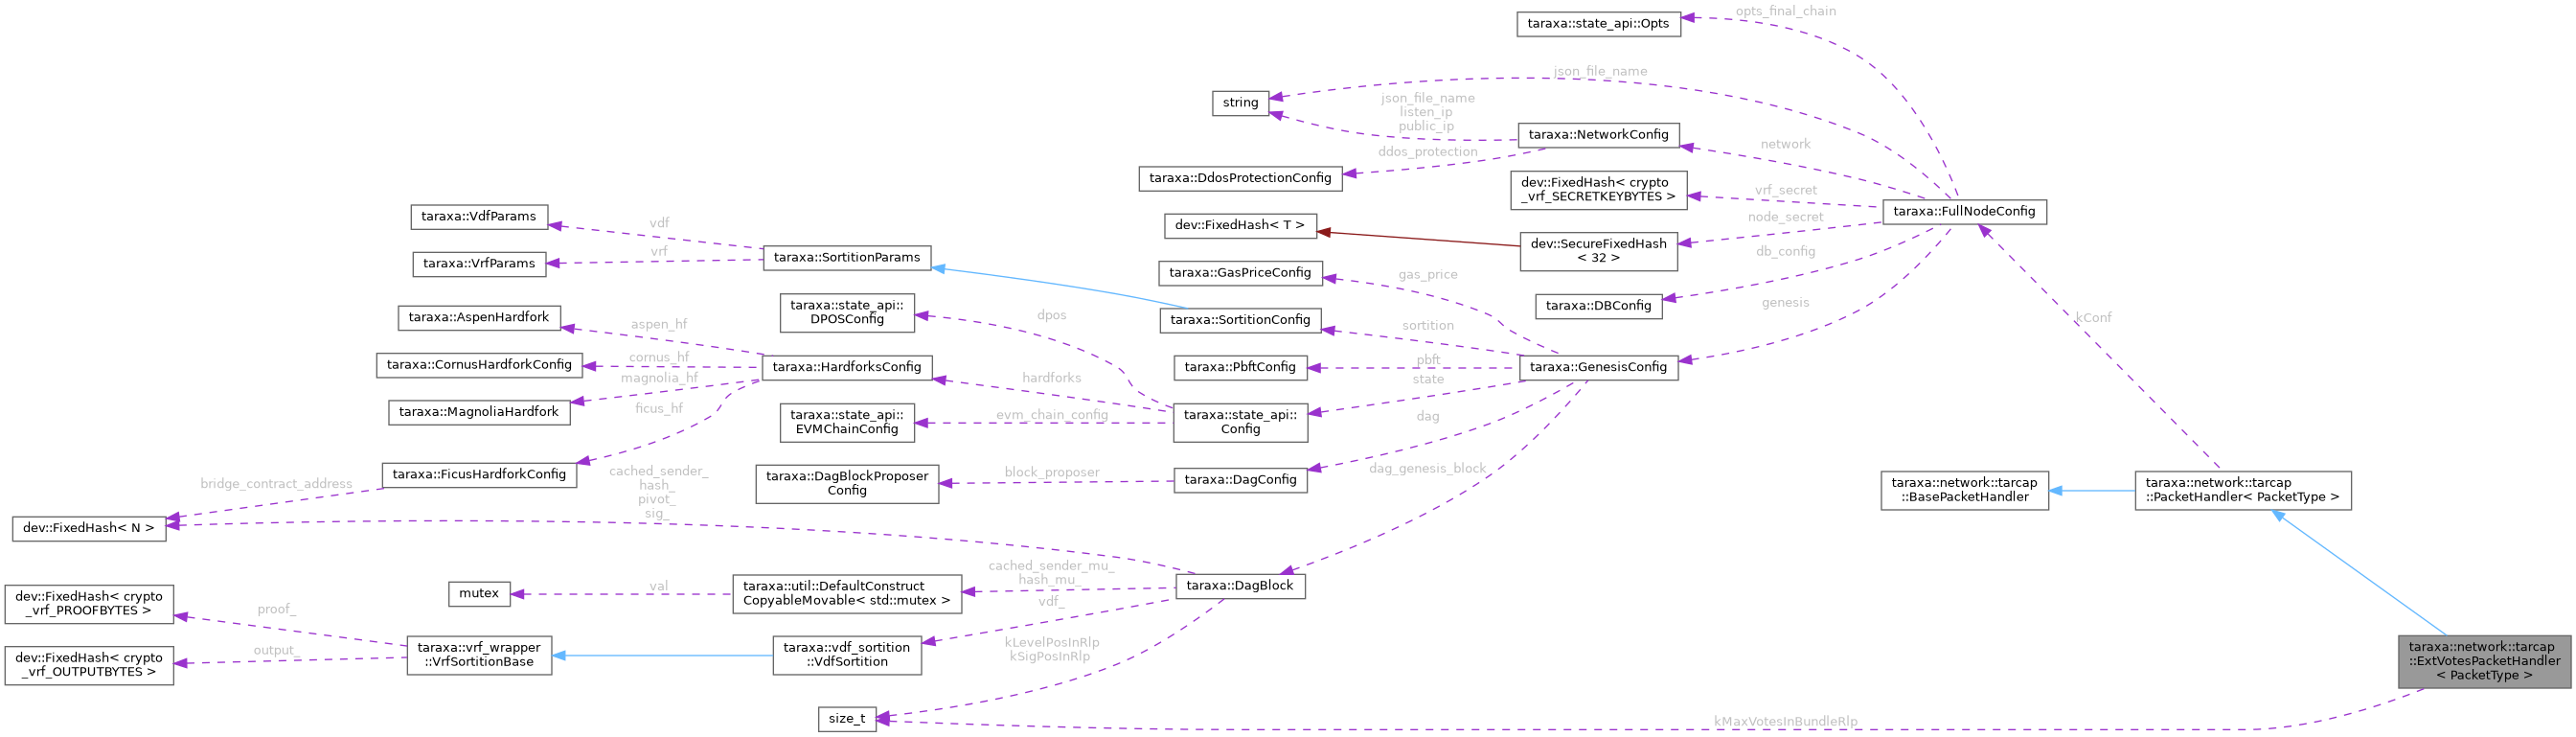 taraxa::state_api::Opts
opts_final_chain
json_file_name
string
json_file_name
listen_ip
public_ip
taraxa::NetworkConfig
network
ddos_protection
taraxa::DdosProtectionConfig
dev::FixedHash< crypto
_vrf_SECRETKEYBYTES >
vrf_secret
taraxa::FullNodeConfig
taraxa::VdfParams
vdf
dev::FixedHash< T >
node_secret
dev::SecureFixedHash
< 32 >
taraxa::VrfParams
vrf
taraxa::SortitionParams
taraxa::GasPriceConfig
gas_price
db_config
taraxa::DBConfig
genesis
taraxa::state_api::
DPOSConfig
dpos
taraxa::SortitionConfig
sortition
kConf
taraxa::AspenHardfork
aspen_hf
taraxa::CornusHardforkConfig
cornus_hf
taraxa::HardforksConfig
hardforks
taraxa::PbftConfig
pbft
taraxa::GenesisConfig
state
magnolia_hf
taraxa::MagnoliaHardfork
ficus_hf
taraxa::state_api::
EVMChainConfig
evm_chain_config
taraxa::state_api::
Config
dag
taraxa::FicusHardforkConfig
bridge_contract_address
cached_sender_
hash_
pivot_
sig_
taraxa::DagBlockProposer
Config
block_proposer
taraxa::DagConfig
dag_genesis_block
taraxa::network::tarcap
::BasePacketHandler
taraxa::network::tarcap
::PacketHandler< PacketType >
dev::FixedHash< N >
dev::FixedHash< crypto
_vrf_PROOFBYTES >
proof_
mutex
val
taraxa::util::DefaultConstruct
CopyableMovable< std::mutex >
cached_sender_mu_
hash_mu_
taraxa::DagBlock
vdf_
dev::FixedHash< crypto
_vrf_OUTPUTBYTES >
output_
taraxa::vrf_wrapper
::VrfSortitionBase
taraxa::vdf_sortition
::VdfSortition
kLevelPosInRlp
kSigPosInRlp
taraxa::network::tarcap
::ExtVotesPacketHandler
< PacketType >
size_t
kMaxVotesInBundleRlp